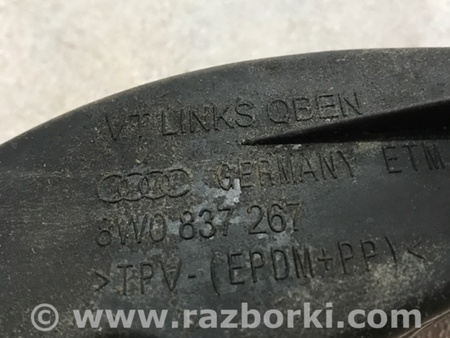 VT LINKS OBEN
GERMANY ETM
8W0 837 267
>TPV-(EPDM+PP)<
© www.razborki.com